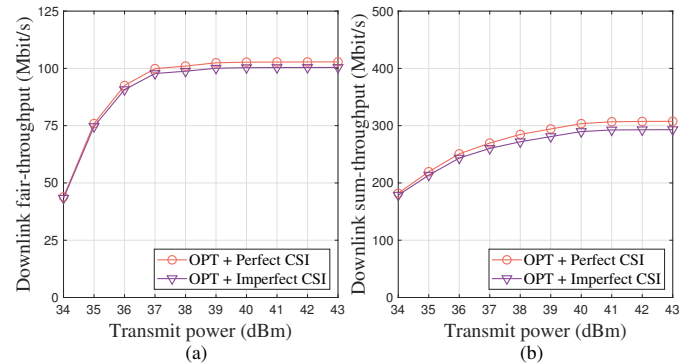 Downlink fair-throughput (Mbit/s)
125
100
75
50
25
0
34 35 36 37 38 39 40 41 42 43
OPT + Perfect CSI
OPT + Imperfect CSI
Transmit power (dBm)
(a)
Downlink sum-throughput (Mbit/s)
500
400
300
200
100
0
34 35 36 37 38 39 40 41 42 43
OPT + Perfect CSI
OPT + Imperfect CSI
Transmit power (dBm)
(b)